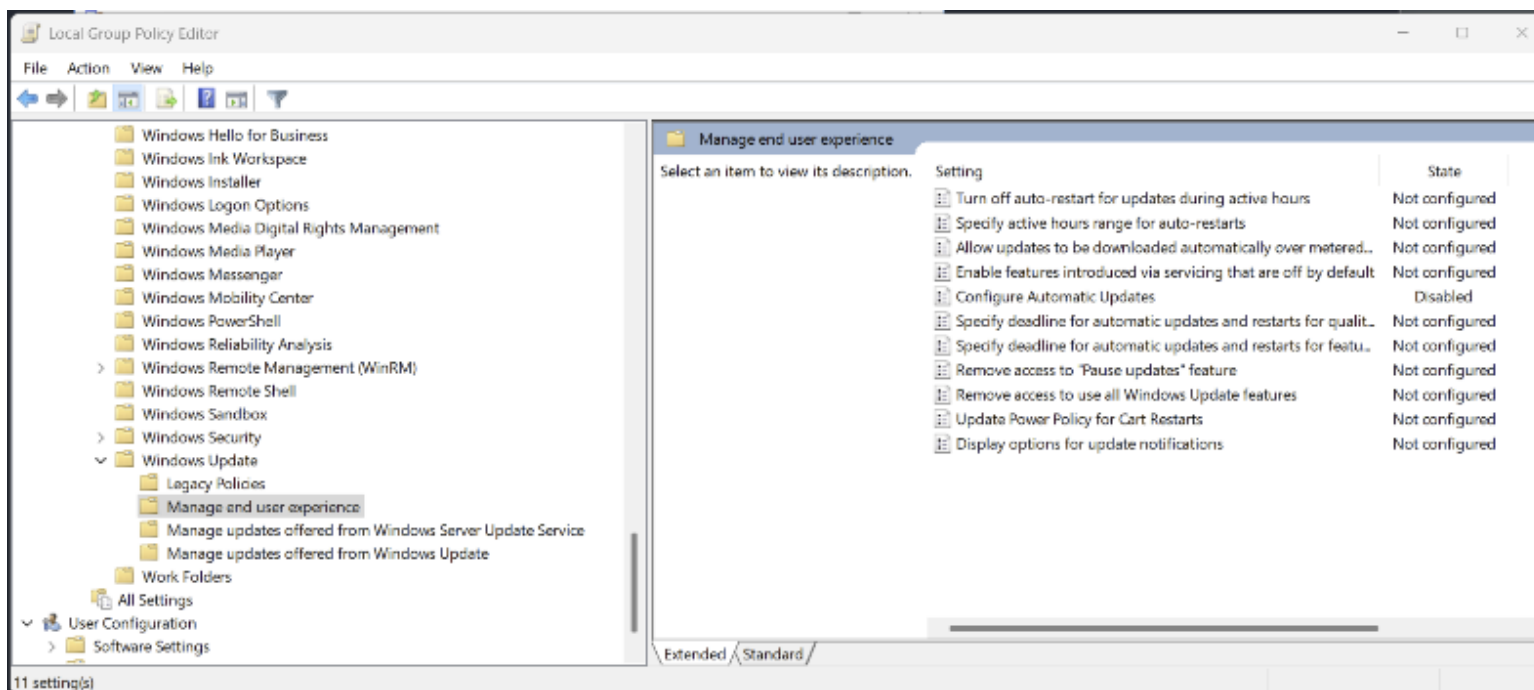 Local Group Policy Editor
File Action View Help
Windows Hello for Business
Windows Ink Workspace
Windows Installer
Windows Logon Options
Windows Media Digital Rights Management
Windows Media Player
Windows Messenger
Windows Mobility Center
Windows PowerShell
Windows Reliability Analysis
Windows Remote Management (WinRM)
Windows Remote Shell
Windows Sandbox
Windows Security
Windows Update
Legacy Policies
Manage end user experience
Manage updates offered from Windows Server Update Service
Manage updates offered from Windows Update
Work Folders
All Settings
User Configuration
Software Settings
Manage end user experience
Select an item to view its description.
Setting State
Turn off auto-restart for updates during active hours Not configured
Specify active hours range for auto-restarts Not configured
Allow updates to be downloaded automatically over metered... Not configured
Enable features introduced via servicing that are off by default Not configured
Configure Automatic Updates Disabled
Specify deadline for automatic updates and restarts for qualit... Not configured
Specify deadline for automatic updates and restarts for featu... Not configured
Remove access to "Pause updates" feature Not configured
Remove access to use all Windows Update features Not configured
Update Power Policy for Cart Restarts Not configured
Display options for update notifications Not configured
Extended Standard
11 setting(s)